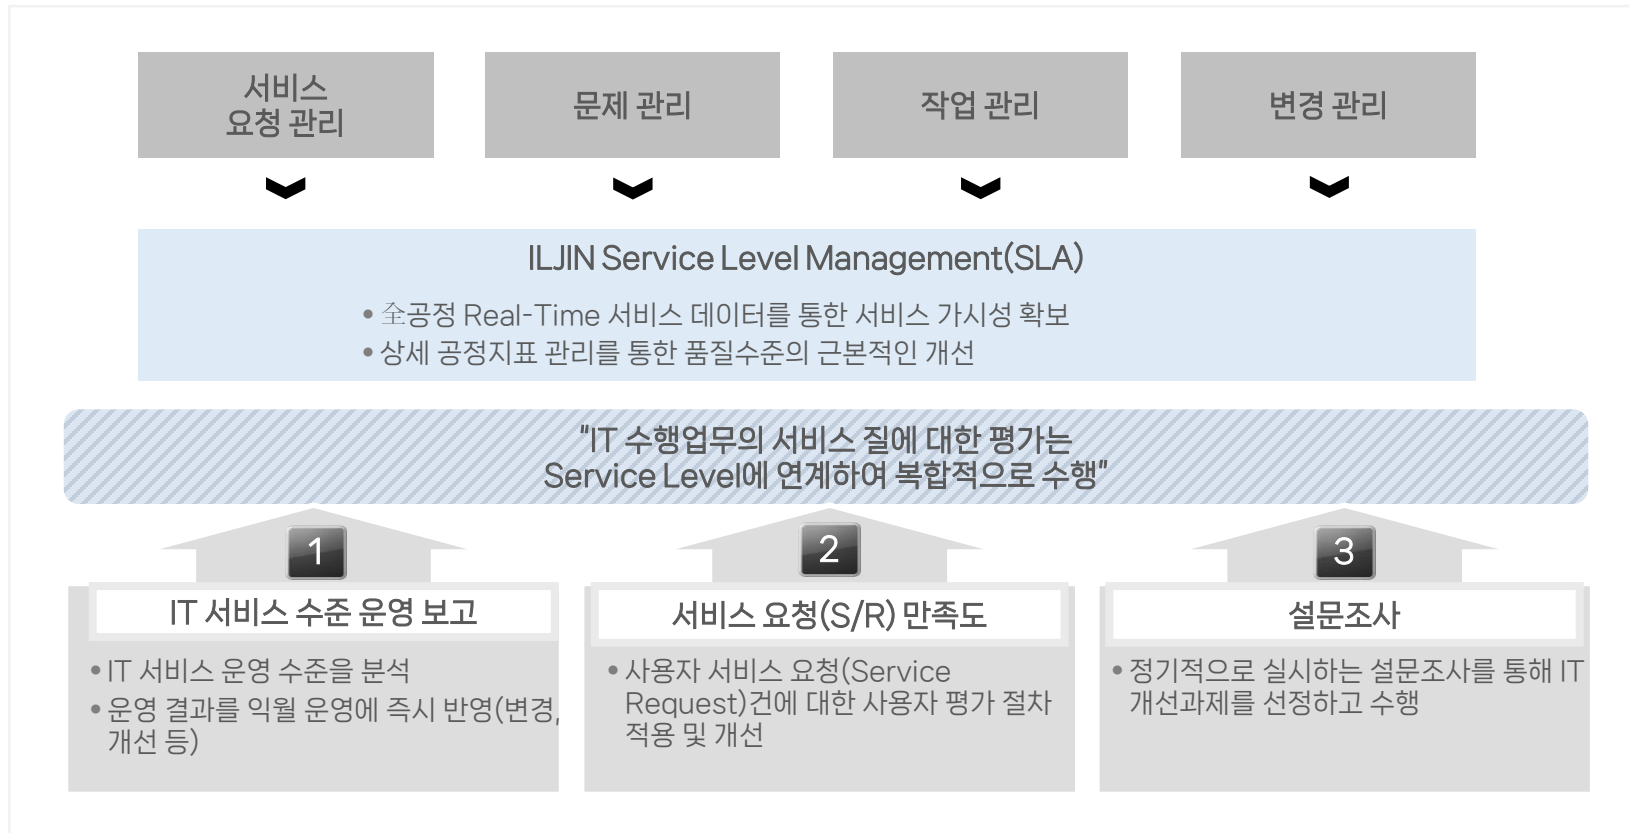 서비스
요청 관리
문제 관리
작업 관리
변경 관리
ILJIN Service Level Management(SLA)
• 全공정 Real-Time 서비스 데이터를 통한 서비스 가시성 확보
• 상세 공정지표 관리를 통한 품질수준의 근본적인 개선
"IT 수행업무의 서비스 질에 대한 평가는
Service Level에 연계하여 복합적으로 수행"
1
IT 서비스 수준 운영 보고
• IT 서비스 운영 수준을 분석
• 운영 결과를 익월 운영에 즉시 반영(변경,
개선 등)
2
서비스 요청(S/R) 만족도
• 사용자 서비스 요청(Service
Request)건에 대한 사용자 평가 절차
적용 및 개선
3
설문조사
• 정기적으로 실시하는 설문조사를 통해 IT
개선과제를 선정하고 수행